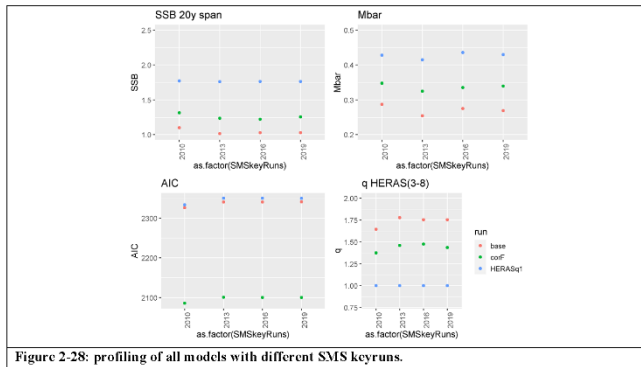 SSB 20y span
SSB
2.5
2.0
1.5
1.0
2010
2013
2016
2019
as.factor(SMSkeyRuns)
Mbar
Mbar
0.5
0.4
0.3
0.2
2010
2013
2016
2019
as.factor(SMSkeyRuns)
AIC
AIC
2300
2200
2100
2010
2013
2016
2019
as.factor(SMSkeyRuns)
q HERAS(3-8)
q
1.75
1.50
1.25
1.00
0.75
2010
2013
2016
2019
as.factor(SMSkeyRuns)
run
base
corF
HERASq1
Figure 2-28: profiling of all models with different SMS keyruns.